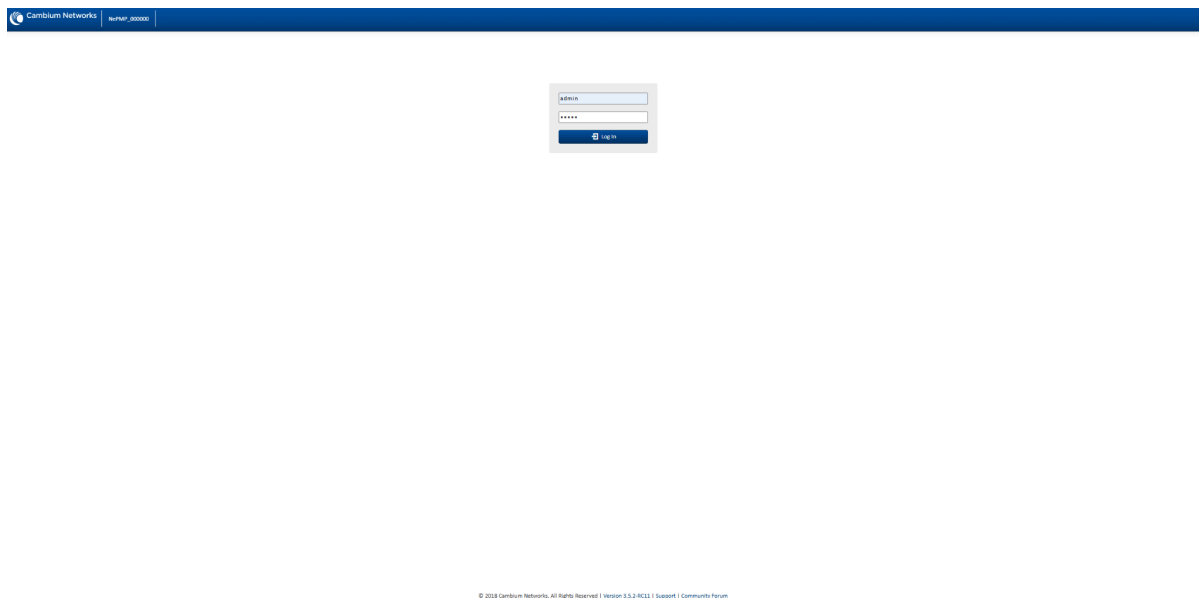 Cambium Networks
NePMP_000000
admin
•••••
Log In
© 2018 Cambium Networks. All Rights Reserved | Version 3.5.2-RC11 | Support | Community Forum